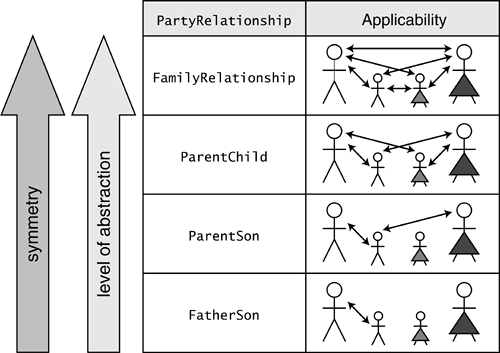 PartyRelationship
Applicability
FamilyRelationship
ParentChild
ParentSon
FatherSon
symmetry
level of abstraction